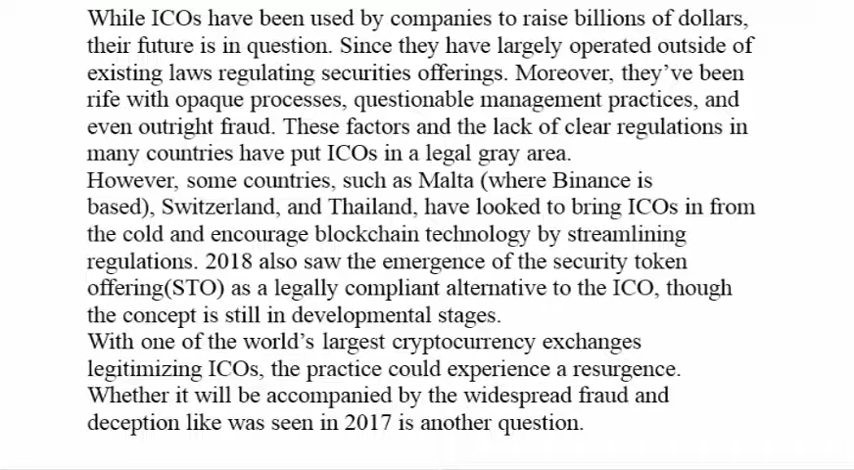 While ICOs have been used by companies to raise billions of dollars,
their future is in question. Since they have largely operated outside of
existing laws regulating securities offerings. Moreover, they’ve been
rife with opaque processes, questionable management practices, and
even outright fraud. These factors and the lack of clear regulations in
many countries have put ICOs in a legal gray area.
However, some countries, such as Malta (where Binance is
based), Switzerland, and Thailand, have looked to bring ICOs in from
the cold and encourage blockchain technology by streamlining
regulations. 2018 also saw the emergence of the security token
offering(STO) as a legally compliant alternative to the ICO, though
the concept is still in developmental stages.
With one of the world’s largest cryptocurrency exchanges
legitimizing ICOs, the practice could experience a resurgence.
Whether it will be accompanied by the widespread fraud and
deception like was seen in 2017 is another question.